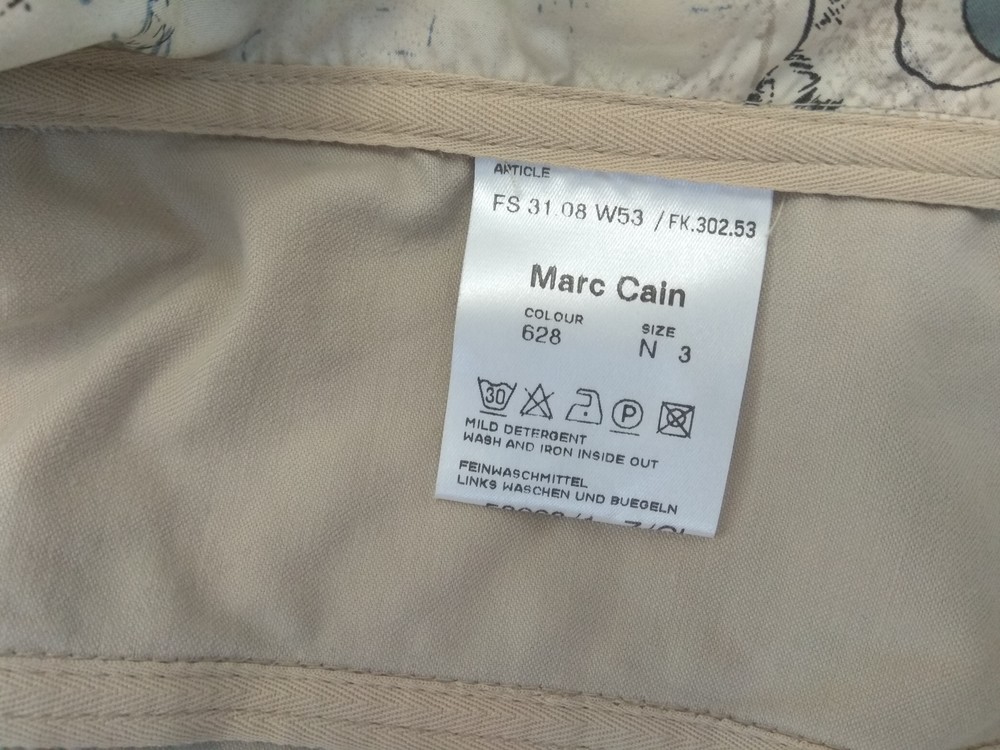 ARTICLE
FS 31.08 W53 / FK.302.53
Marc Cain
COLOUR SIZE
628 N 3
30 P
MILD DETERGENT
WASH AND IRON INSIDE OUT
FEINWASCHMITTEL
LINKS WASCHEN UND BUEGELN